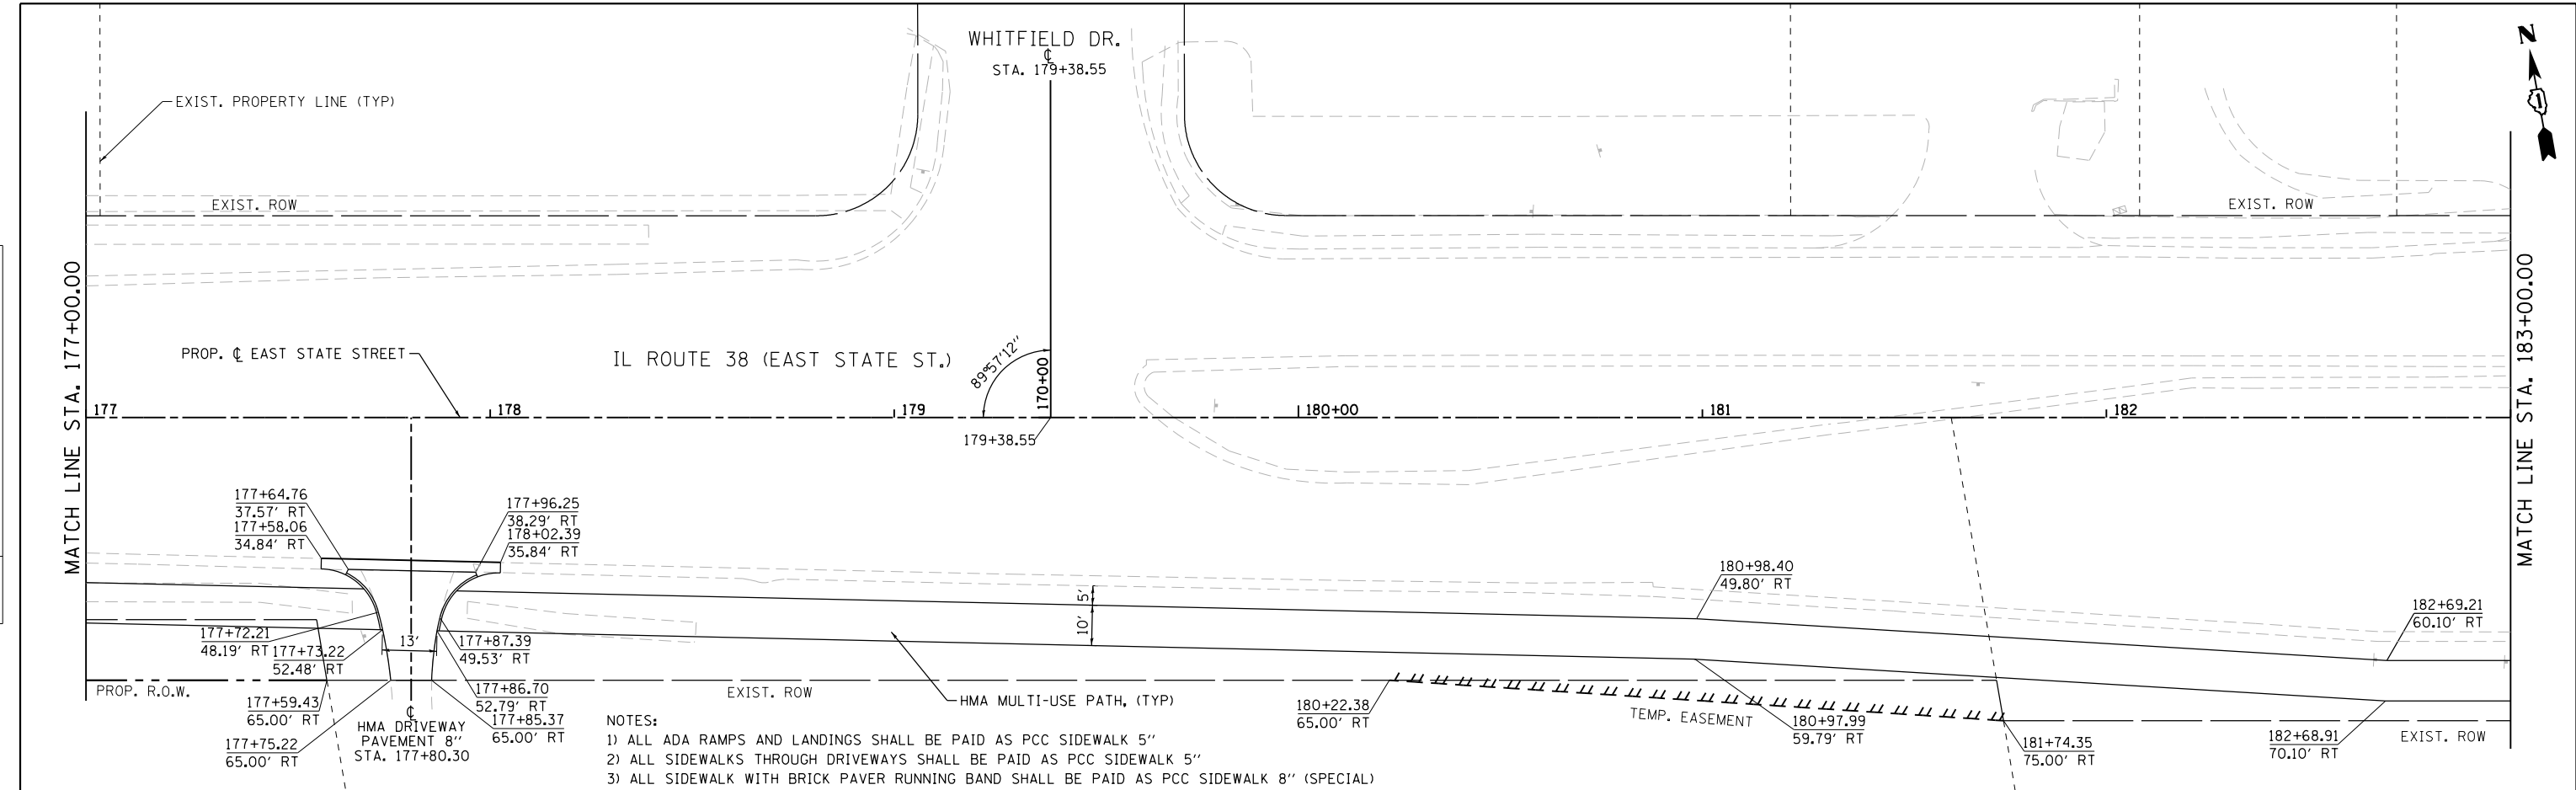 WHITFIELD DR.
℄
STA. 179+38.55
N
1
EXIST. PROPERTY LINE (TYP)
EXIST. ROW
EXIST. ROW
MATCH LINE STA. 177+00.00
MATCH LINE STA. 183+00.00
PROP. ℄ EAST STATE STREET
IL ROUTE 38 (EAST STATE ST.)
89°57'12"
170+00
177
178
179
180+00
181
182
179+38.55
177+64.76
37.57' RT
177+58.06
34.84' RT
177+96.25
38.29' RT
178+02.39
35.84' RT
180+98.40
49.80' RT
5'
10'
182+69.21
60.10' RT
177+72.21
48.19' RT
177+73.22
52.48' RT
13'
177+87.39
49.53' RT
PROP. R.O.W.
177+59.43
65.00' RT
177+86.70
52.79' RT
177+85.37
65.00' RT
EXIST. ROW
HMA MULTI-USE PATH, (TYP)
180+22.38
65.00' RT
TEMP. EASEMENT
180+97.99
59.79' RT
177+75.22
65.00' RT
℄
HMA DRIVEWAY
PAVEMENT 8"
STA. 177+80.30
181+74.35
75.00' RT
182+68.91
70.10' RT
EXIST. ROW
NOTES:
1) ALL ADA RAMPS AND LANDINGS SHALL BE PAID AS PCC SIDEWALK 5"
2) ALL SIDEWALKS THROUGH DRIVEWAYS SHALL BE PAID AS PCC SIDEWALK 5"
3) ALL SIDEWALK WITH BRICK PAVER RUNNING BAND SHALL BE PAID AS PCC SIDEWALK 8" (SPECIAL)